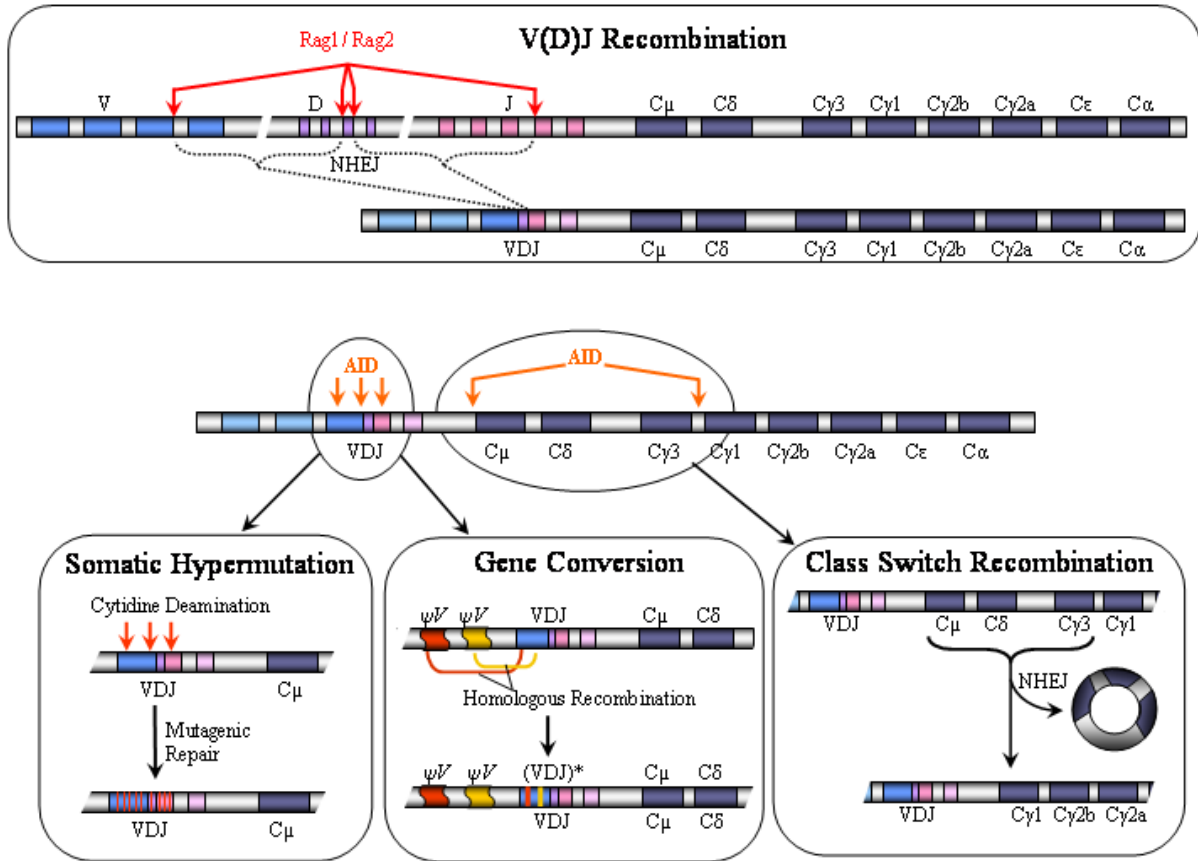 V(D)J Recombination
Rag1 / Rag2
V D J Cμ Cδ Cγ3 Cγ1 Cγ2b Cγ2a Cε Cα
NHEJ
VDJ Cμ Cδ Cγ3 Cγ1 Cγ2b Cγ2a Cε Cα
AID AID
VDJ Cμ Cδ Cγ3 Cγ1 Cγ2b Cγ2a Cε Cα
Somatic Hypermutation
Cytidine Deamination
VDJ Cμ
Mutagenic
Repair
VDJ Cμ
Gene Conversion
ψV ψV VDJ Cμ Cδ
Homologous Recombination
ψV ψV (VDJ)* Cμ Cδ
VDJ Cμ Cδ
Class Switch Recombination
VDJ Cμ Cδ Cγ3 Cγ1
NHEJ
VDJ Cγ1 Cγ2b Cγ2a